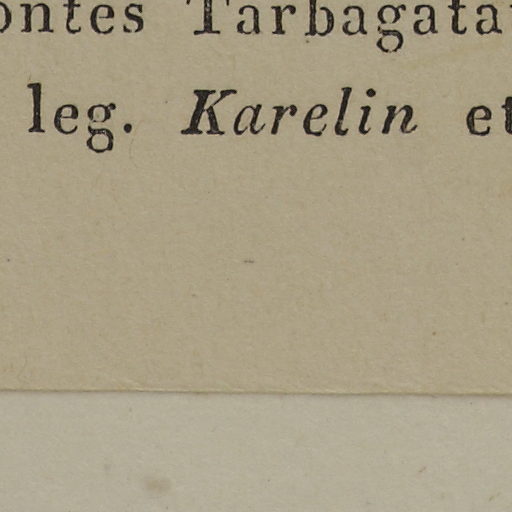 ontes Tarbagata
leg. Karelin et